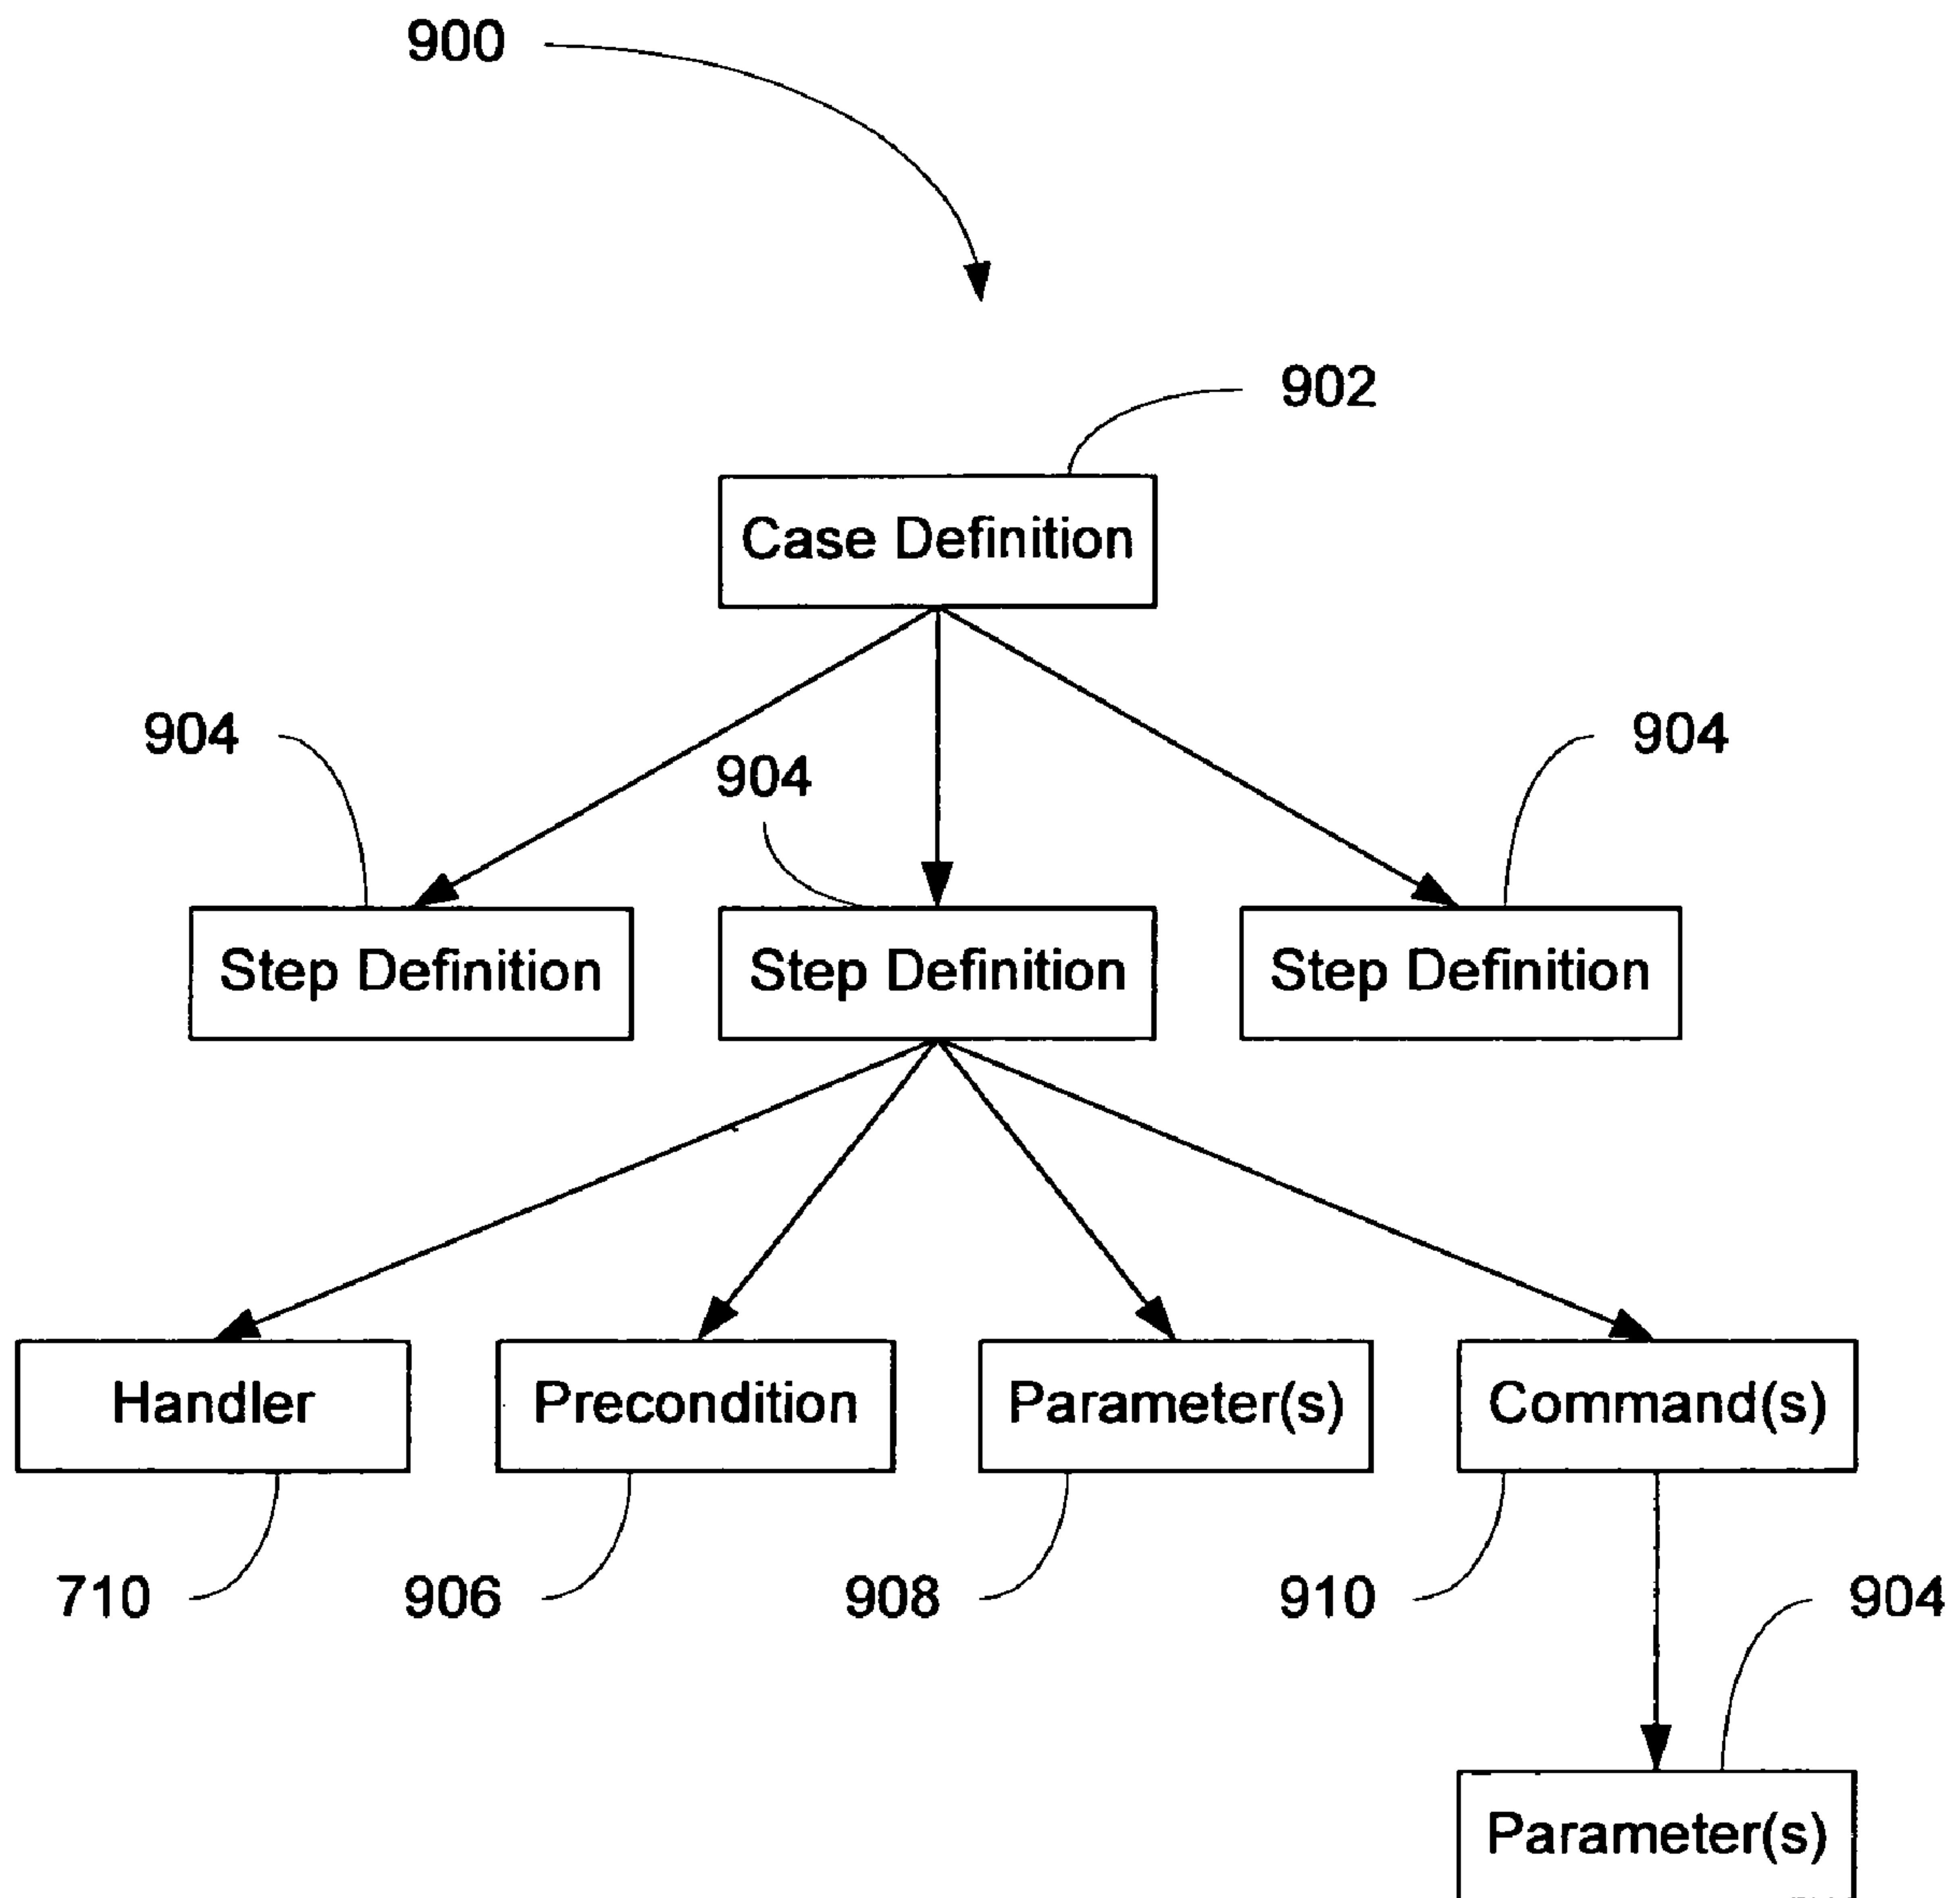 900
902
Case Definition
904
904
904
Step Definition
Step Definition
Step Definition
Handler
Precondition
Parameter(s)
Command(s)
710
906
908
910
904
Parameter(s)